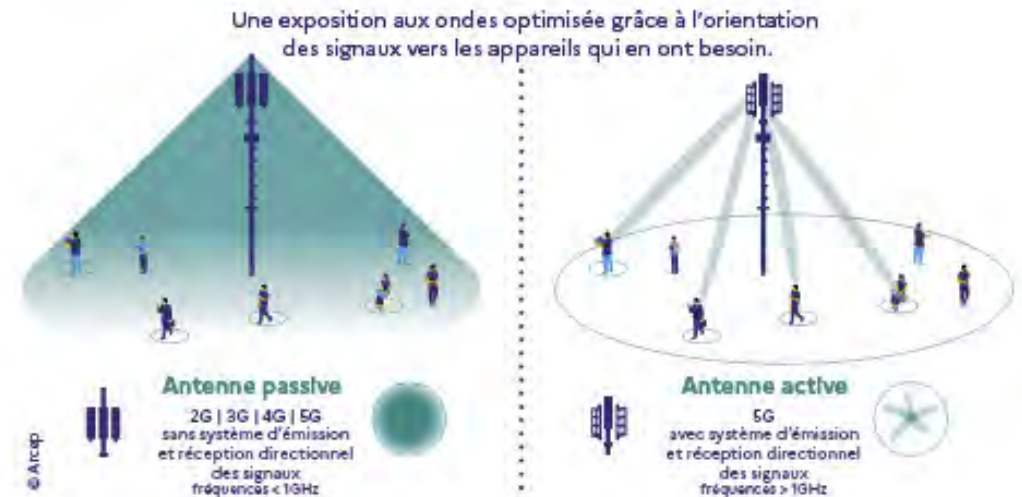 Une exposition aux ondes optimisée grâce à l'orientation
des signaux vers les appareils qui en ont besoin.
Antenne passive
2G | 3G | 4G | 5G
sans système d'émission
et réception directionnel
des signaux
fréquences < 1GHz
Antenne active
5G
avec système d'émission
et réception directionnel
des signaux
fréquences > 1GHz
© Arcep